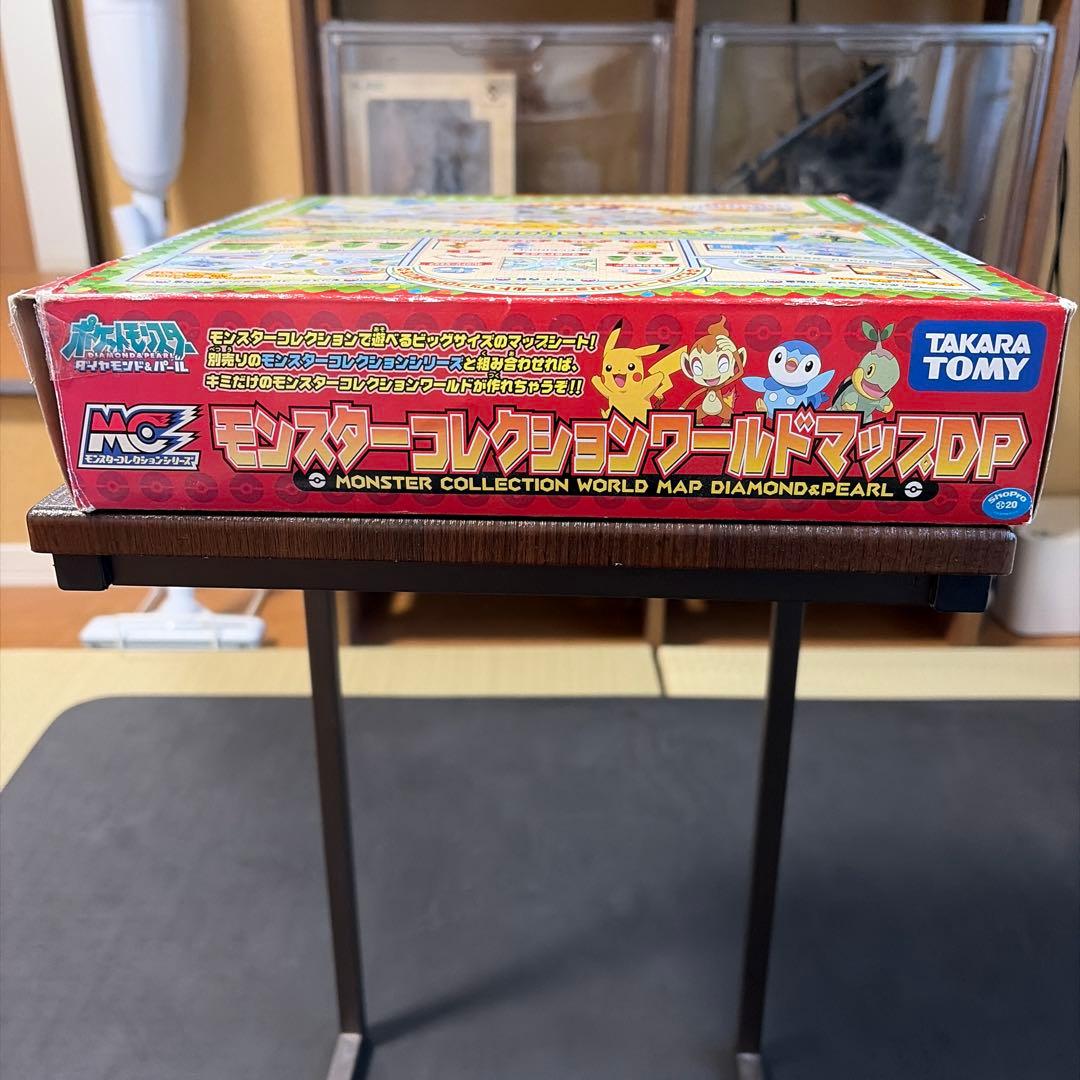 ポケットモンスター
DIAMOND&PEARL
ダイヤモンド&パール
モンスターコレクションで遊べるビッグサイズのマップシート!
別売りのモンスターコレクションシリーズと組み合わせれば、
キミだけのモンスターコレクションワールドが作れちゃうぞ!!
TAKARA
TOMY
MC
モンスターコレクションシリーズ
モンスターコレクションワールドマップDP
MONSTER COLLECTION WORLD MAP DIAMOND&PEARL
ShoPro
20